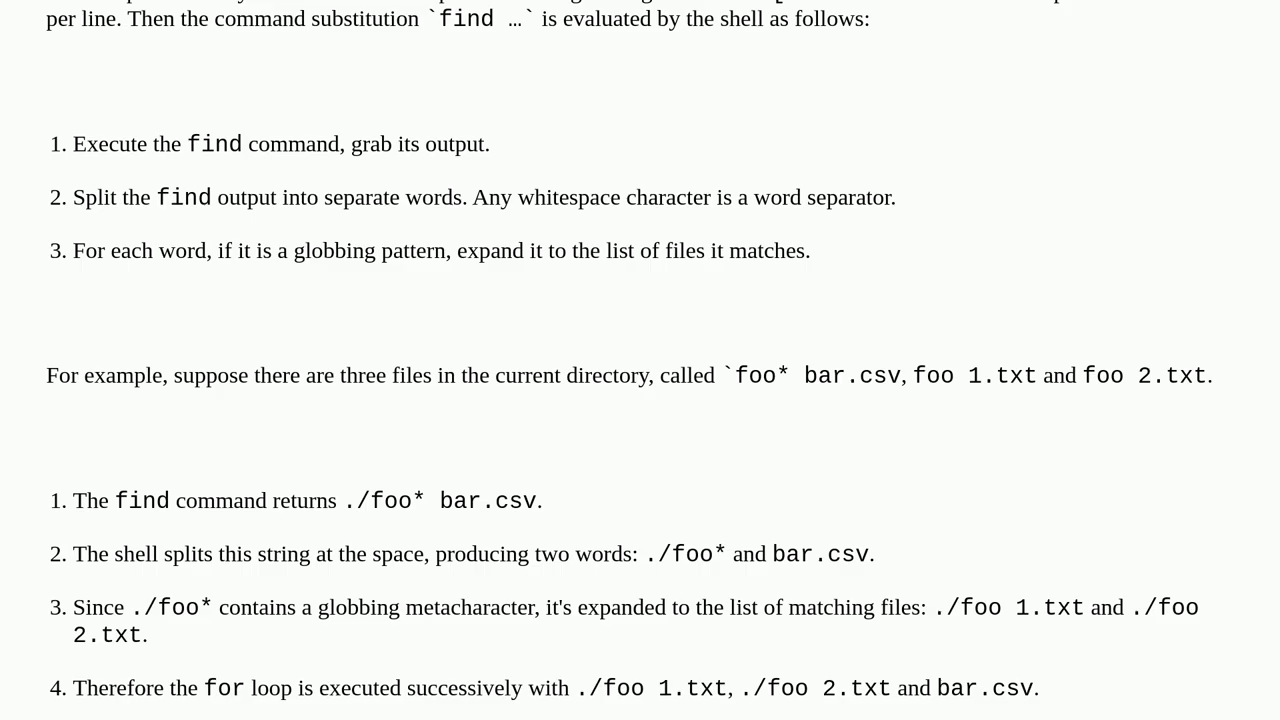 per line. Then the command substitution `find …` is evaluated by the shell as follows:
1. Execute the find command, grab its output.
2. Split the find output into separate words. Any whitespace character is a word separator.
3. For each word, if it is a globbing pattern, expand it to the list of files it matches.
For example, suppose there are three files in the current directory, called `foo* bar.csv, foo 1.txt and foo 2.txt.
1. The find command returns ./foo* bar.csv.
2. The shell splits this string at the space, producing two words: ./foo* and bar.csv.
3. Since ./foo* contains a globbing metacharacter, it's expanded to the list of matching files: ./foo 1.txt and ./foo
2.txt.
4. Therefore the for loop is executed successively with ./foo 1.txt, ./foo 2.txt and bar.csv.